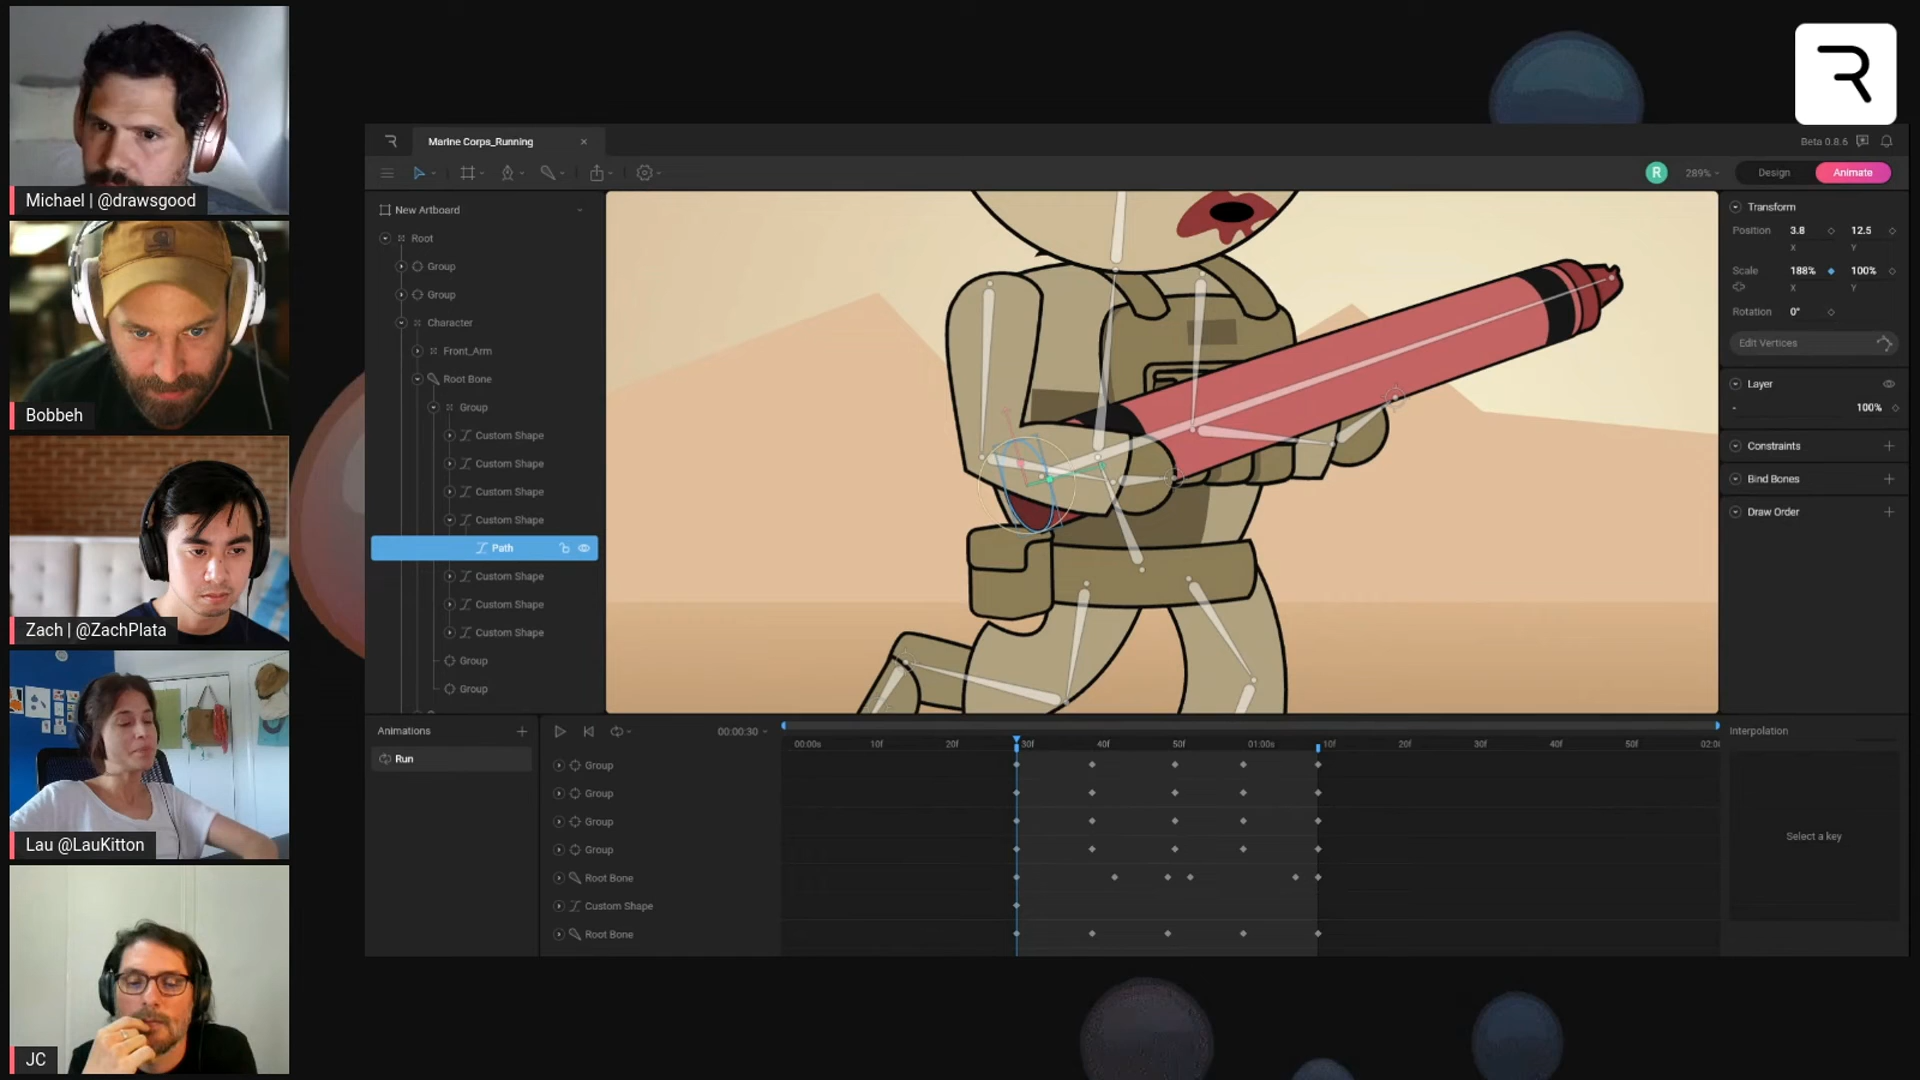 Michael | @drawsgood
Bobbeh
Zach | @ZachPlata
Lau @LauKitton
JC
Marine Corps_Running
Beta 0.8.6
R
289%
Design
Animate
New Artboard
Root
Group
Group
Character
Front_Arm
Root Bone
Group
Custom Shape
Custom Shape
Custom Shape
Custom Shape
Path
Custom Shape
Custom Shape
Custom Shape
Group
Group
Transform
Position 3.8 12.5
X Y
Scale 188% 100%
X Y
Rotation 0°
Edit Vertices
Layer
- 100%
Constraints
Bind Bones
Draw Order
Animations
Run
00:00:30
00:00s 10f 20f 30f 40f 50f 01:00s 10f 20f 30f 40f 50f 02:0
Group
Group
Group
Group
Root Bone
Custom Shape
Root Bone
Interpolation
Select a key